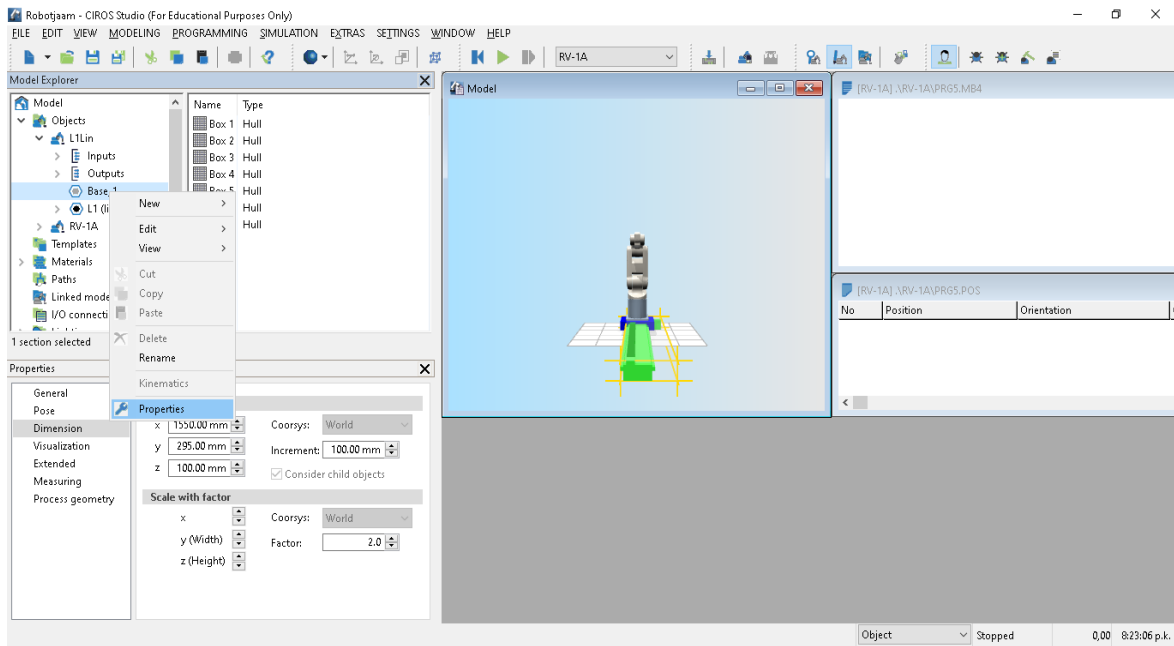 Robotjaam - CIROS Studio (For Educational Purposes Only)
FILE EDIT VIEW MODELING PROGRAMMING SIMULATION EXTRAS SETTINGS WINDOW HELP
RV-1A
Model Explorer
Model
Objects
L1Lin
Inputs
Outputs
Base_1
L1 (li
RV-1A
Templates
Materials
Paths
Linked mode
I/O connecti
1 section selected
Name Type
Box 1 Hull
Box 2 Hull
Box 3 Hull
Box 4 Hull
Box 5 Hull
Hull
Hull
New
Edit
View
Cut
Copy
Paste
Delete
Rename
Kinematics
Properties
Properties
General
Pose
Dimension
Visualization
Extended
Measuring
Process geometry
x 1550.00 mm Coorsys: World
y 295.00 mm Increment: 100.00 mm
z 100.00 mm Consider child objects
Scale with factor
x Coorsys: World
y (Width) Factor: 2.0
z (Height)
Model
[RV-1A] .\RV-1A\PRG5.MB4
[RV-1A] .\RV-1A\PRG5.POS
No Position Orientation
Object Stopped 0,00 8:23:06 p.k.